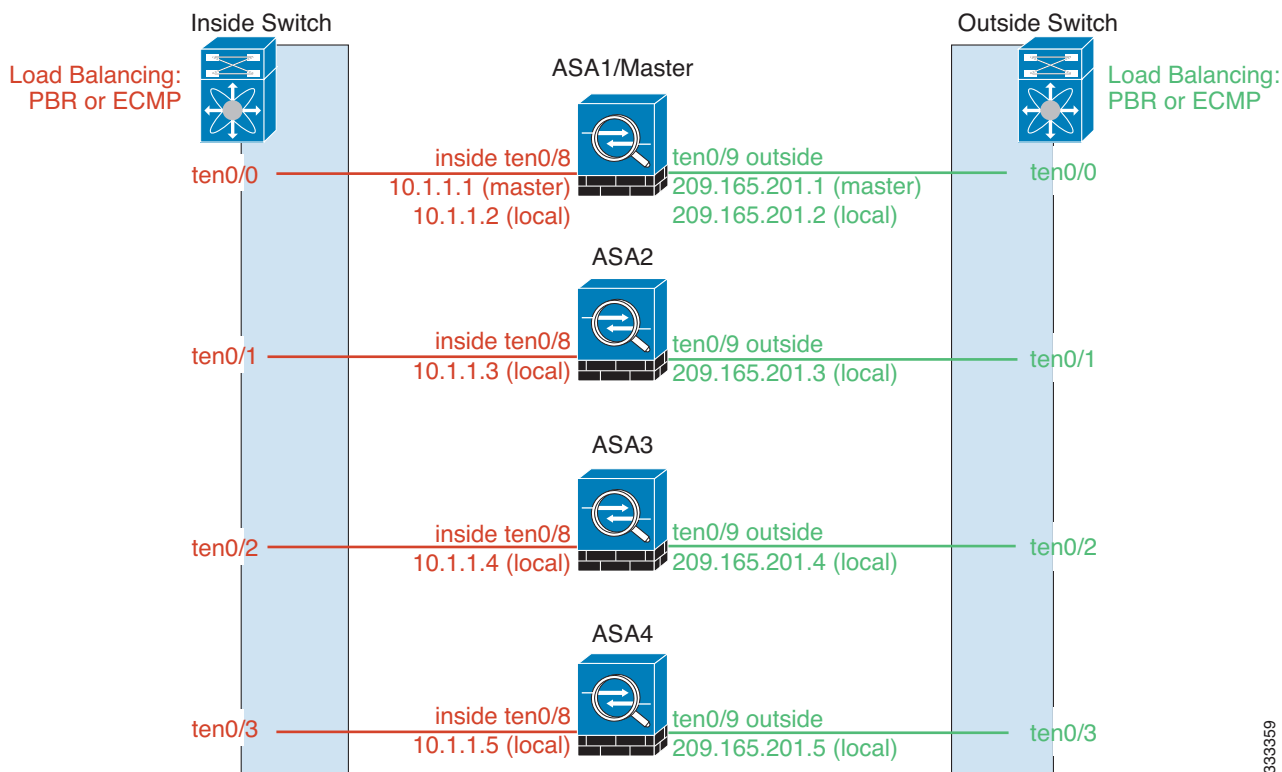 Inside Switch
Outside Switch
Load Balancing:
PBR or ECMP
ASA1/Master
Load Balancing:
PBR or ECMP
ten0/0
inside ten0/8
10.1.1.1 (master)
10.1.1.2 (local)
ten0/9 outside
209.165.201.1 (master)
209.165.201.2 (local)
ten0/0
ASA2
ten0/1
inside ten0/8
10.1.1.3 (local)
ten0/9 outside
209.165.201.3 (local)
ten0/1
ASA3
ten0/2
inside ten0/8
10.1.1.4 (local)
ten0/9 outside
209.165.201.4 (local)
ten0/2
ASA4
ten0/3
inside ten0/8
10.1.1.5 (local)
ten0/9 outside
209.165.201.5 (local)
ten0/3
333359